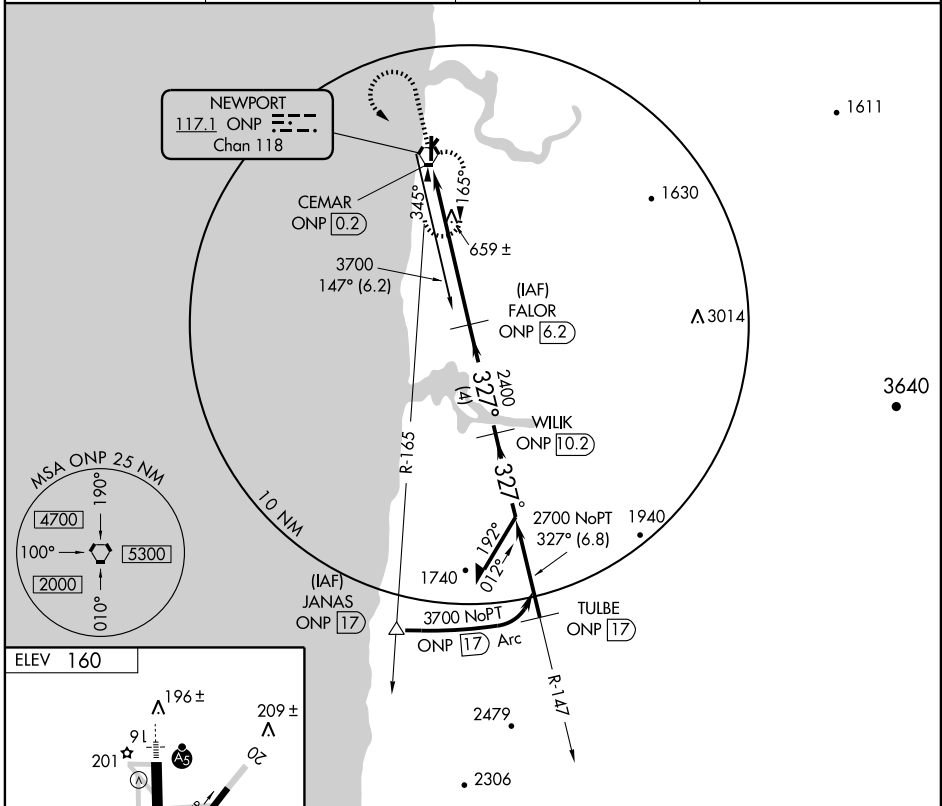 NEWPORT
117.1 ONP
Chan 118
1611
1630
CEMAR
ONP 0.2
345°
165°
659 ±
3700
147° (6.2)
(IAF)
FALOR
ONP 6.2
3014
327°
2400
(4)
3640
WILIK
ONP 10.2
R-165
327°
MSA ONP 25 NM
190°
4700
100°
5300
2000
010°
10 NM
2700 NoPT
327° (6.8)
1940
192°
012°
1740
(IAF)
JANAS
ONP 17
3700 NoPT
ONP 17 Arc
TULBE
ONP 17
R-147
ELEV 160
196 ±
209 ±
16
201
A5
20
V
2479
2306